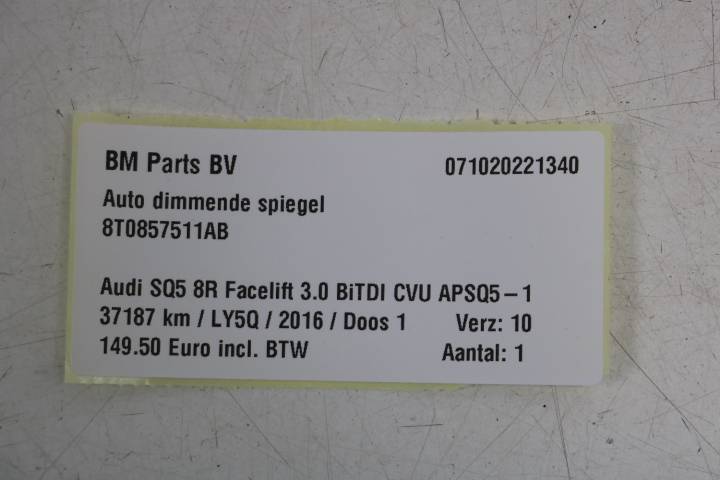 BM Parts BV 071020221340
Auto dimmende spiegel
8T0857511AB
Audi SQ5 8R Facelift 3.0 BiTDI CVU APSQ5-1
37187 km / LY5Q / 2016 / Doos 1 Verz: 10
149.50 Euro incl. BTW Aantal: 1